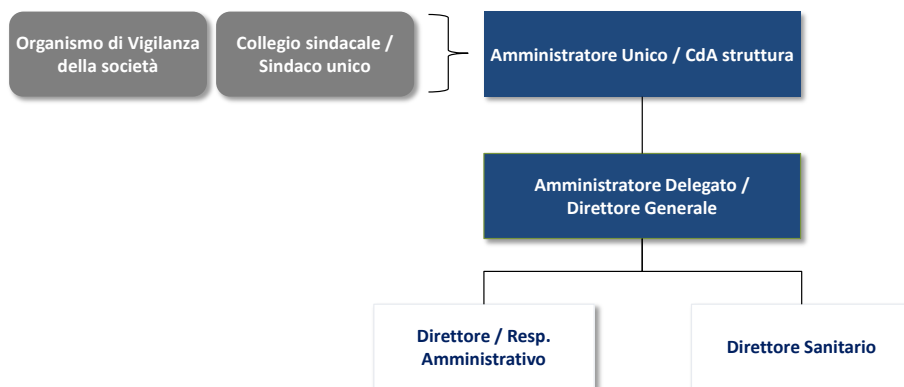 Organismo di Vigilanza
della società
Collegio sindacale /
Sindaco unico
Amministratore Unico / CdA struttura
Amministratore Delegato /
Direttore Generale
Direttore / Resp.
Amministrativo
Direttore Sanitario